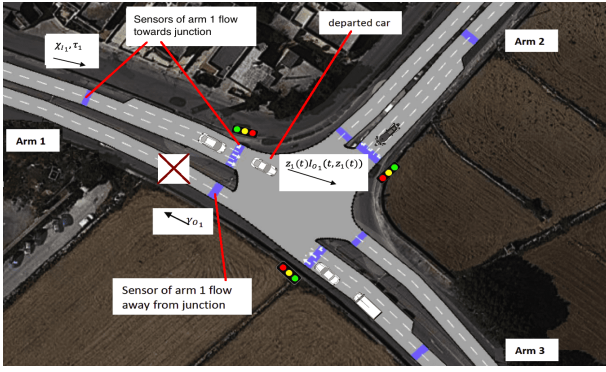 Sensors of arm 1 flow
towards junction
departed car
χ_{I_1}, τ_1
Arm 2
Arm 1
z_1(t)l_{O_1}(t, z_1(t))
γ_{O_1}
Sensor of arm 1 flow
away from junction
Arm 3